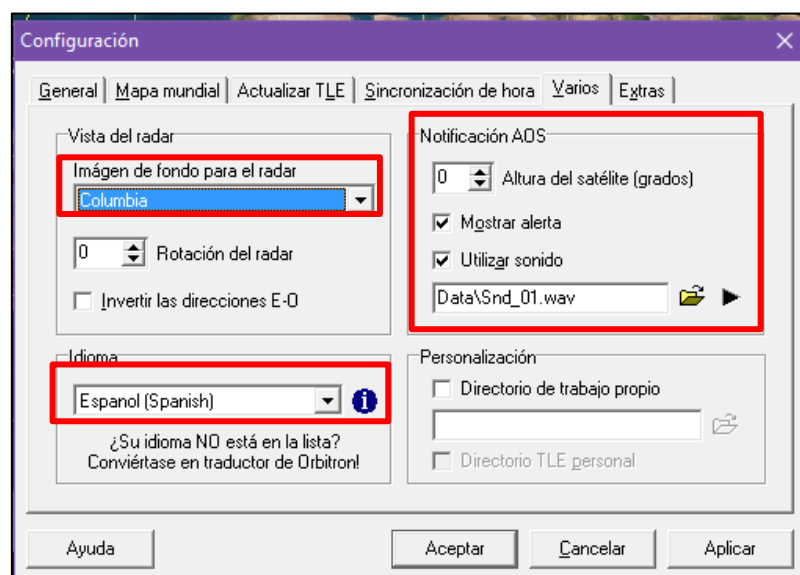 Configuración
General
Mapa mundial
Actualizar TLE
Sincronización de hora
Varios
Extras
Vista del radar
Imágen de fondo para el radar
Columbia
0 Rotación del radar
Invertir las direcciones E-O
Notificación AOS
0 Altura del satélite (grados)
Mostrar alerta
Utilizar sonido
Data\Snd_01.wav
Idioma
Espanol (Spanish)
¿Su idioma NO está en la lista?
Conviértase en traductor de Orbitron!
Personalización
Directorio de trabajo propio
Directorio TLE personal
Ayuda
Aceptar
Cancelar
Aplicar